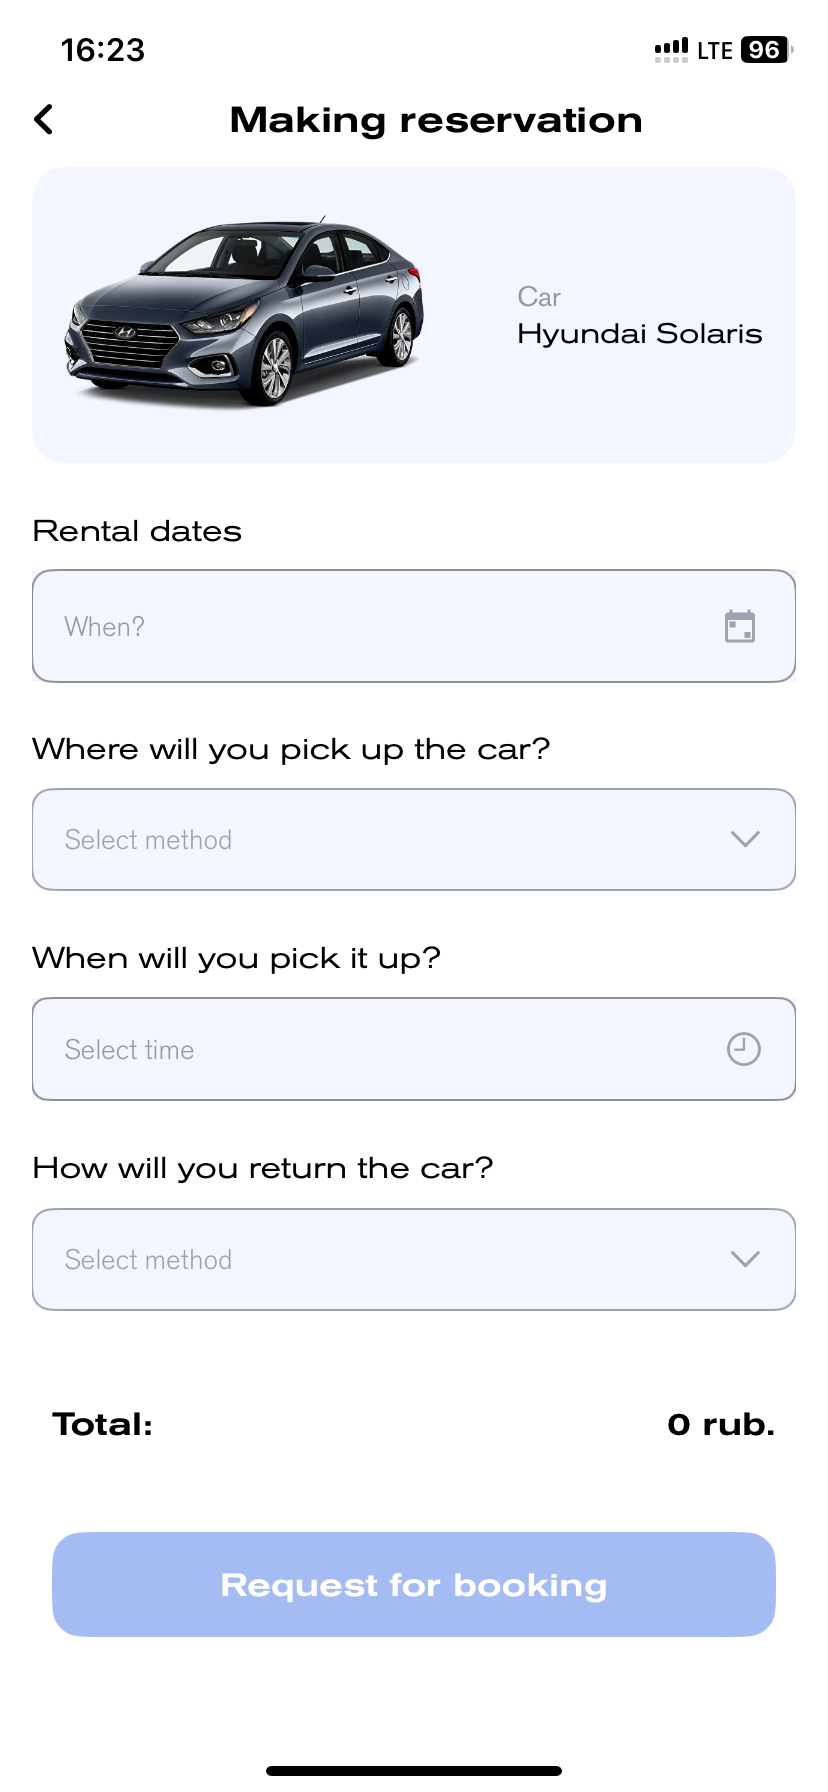 16:23
LTE 96
Making reservation
Car
Hyundai Solaris
Rental dates
When?
Where will you pick up the car?
Select method
When will you pick it up?
Select time
How will you return the car?
Select method
Total: 0 rub.
Request for booking